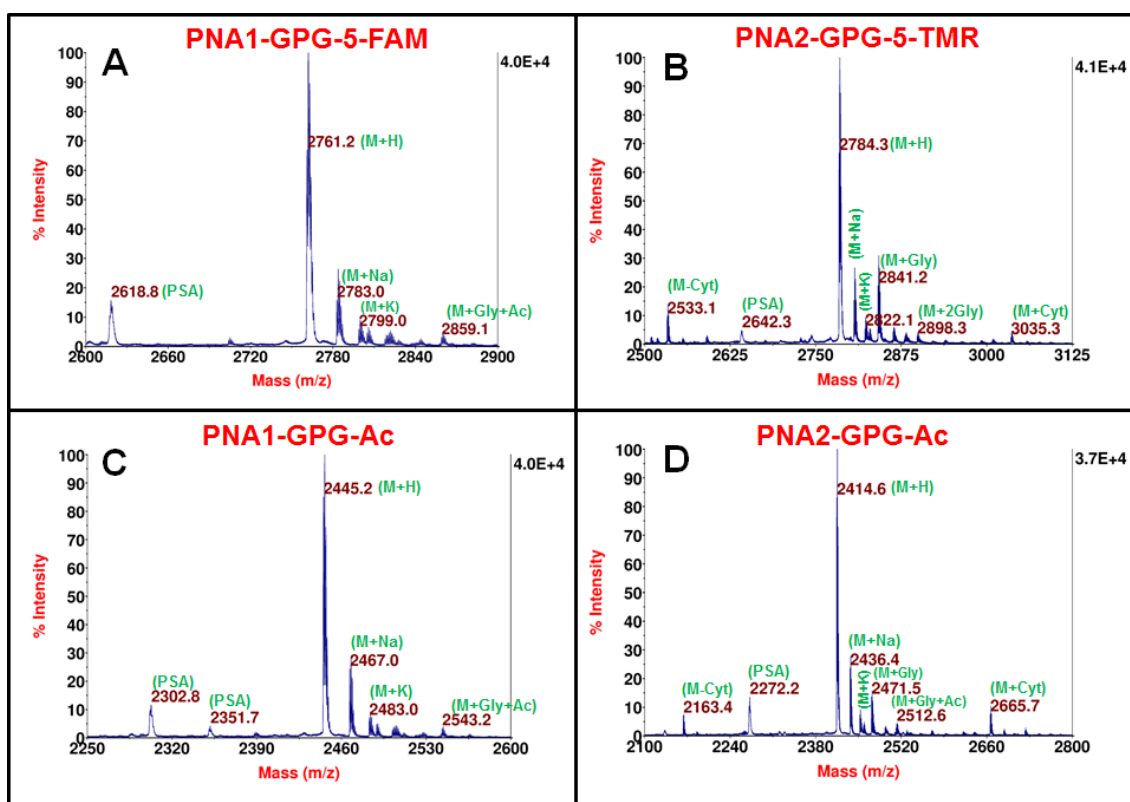 PNA1-GPG-5-FAM
A
4.0E+4
100
90
80
70
60
50
40
30
20
10
0
% Intensity
2761.2 (M+H)
2618.8 (PSA)
(M+Na)
2783.0
(M+K)
2799.0
(M+Gly+Ac)
2859.1
2600 2660 2720 2780 2840 2900
Mass (m/z)
PNA2-GPG-5-TMR
B
4.1E+4
100
90
80
70
60
50
40
30
20
10
0
% Intensity
2784.3 (M+H)
(M+Na)
(M+K)
(M+Gly)
2841.2
(M-Cyt)
2533.1
(PSA)
2642.3
2822.1
(M+2Gly)
2898.3
(M+Cyt)
3035.3
2500 2625 2750 2875 3000 3125
Mass (m/z)
PNA1-GPG-Ac
C
4.0E+4
100
90
80
70
60
50
40
30
20
10
0
% Intensity
2445.2 (M+H)
(M+Na)
2467.0
(PSA)
2302.8
(PSA)
2351.7
(M+K)
2483.0
(M+Gly+Ac)
2543.2
2250 2320 2390 2460 2530 2600
Mass (m/z)
PNA2-GPG-Ac
D
3.7E+4
100
90
80
70
60
50
40
30
20
10
0
% Intensity
2414.6 (M+H)
(M+Na)
2436.4
(M+K)
(M+Gly)
2471.5
(M+Gly+Ac)
2512.6
(M-Cyt)
2163.4
(PSA)
2272.2
(M+Cyt)
2665.7
2100 2240 2380 2520 2660 2800
Mass (m/z)